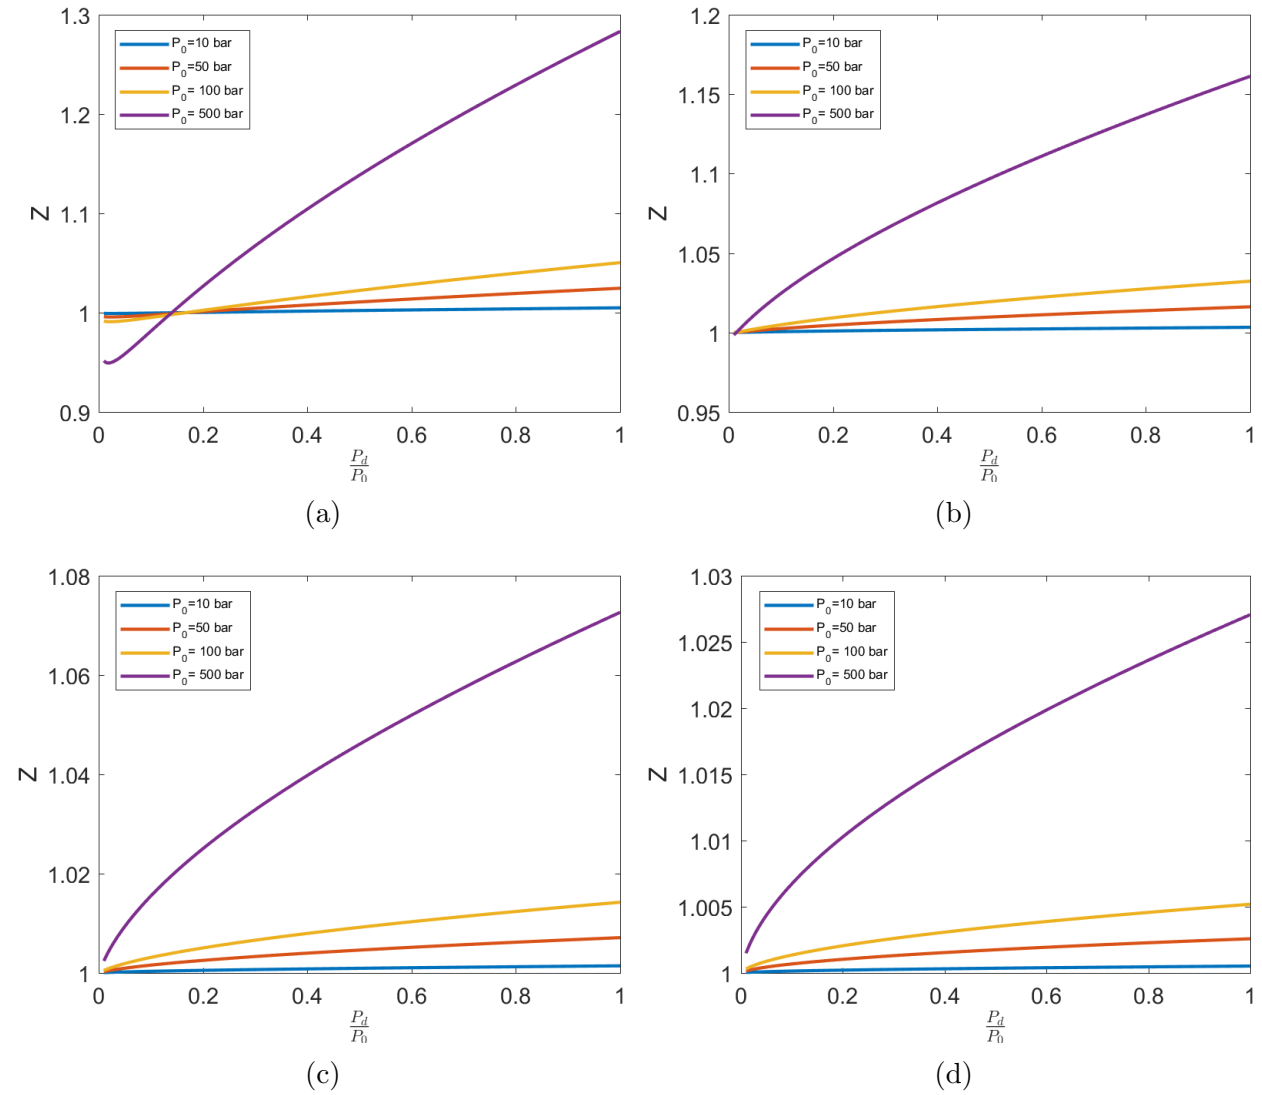 1.3
1.2
1.1
1
0.9
Z
P0=10 bar
P0=50 bar
P0= 100 bar
P0= 500 bar
0 0.2 0.4 0.6 0.8 1
Pd
P0
(a)
1.2
1.15
1.1
1.05
1
0.95
Z
P0=10 bar
P0=50 bar
P0= 100 bar
P0= 500 bar
0 0.2 0.4 0.6 0.8 1
Pd
P0
(b)
1.08
1.06
1.04
1.02
1
Z
P0=10 bar
P0=50 bar
P0= 100 bar
P0= 500 bar
0 0.2 0.4 0.6 0.8 1
Pd
P0
(c)
1.03
1.025
1.02
1.015
1.01
1.005
1
Z
P0=10 bar
P0=50 bar
P0= 100 bar
P0= 500 bar
0 0.2 0.4 0.6 0.8 1
Pd
P0
(d)